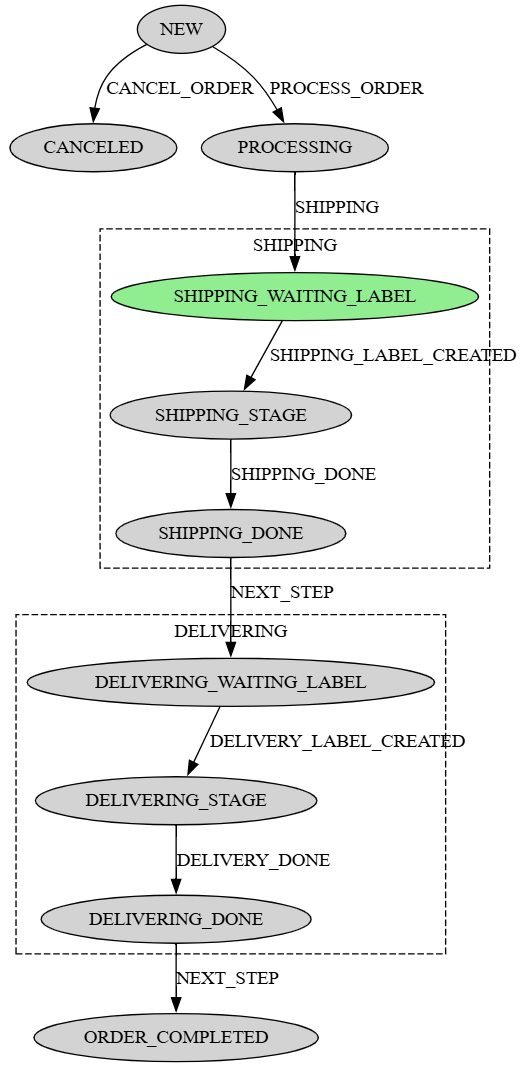 NEW
CANCEL_ORDER
PROCESS_ORDER
CANCELED
PROCESSING
SHIPPING
SHIPPING
SHIPPING_WAITING_LABEL
SHIPPING_LABEL_CREATED
SHIPPING_STAGE
SHIPPING_DONE
SHIPPING_DONE
NEXT_STEP
DELIVERING
DELIVERING_WAITING_LABEL
DELIVERY_LABEL_CREATED
DELIVERING_STAGE
DELIVERY_DONE
DELIVERING_DONE
NEXT_STEP
ORDER_COMPLETED